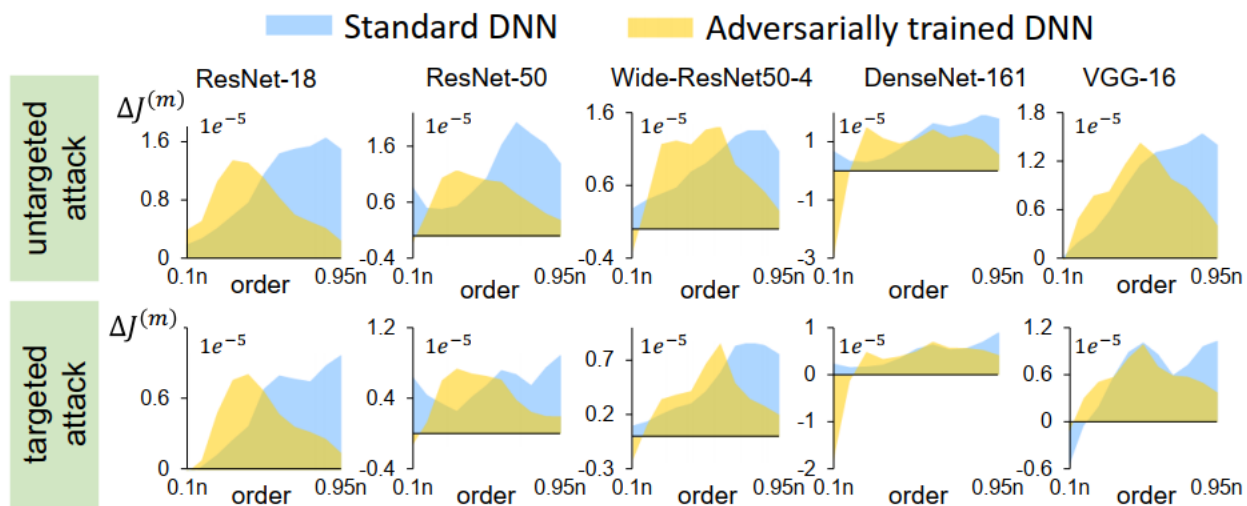 Standard DNN Adversarially trained DNN
ResNet-18 ResNet-50 Wide-ResNet50-4 DenseNet-161 VGG-16
untargeted
attack
ΔJ^(m)
1e^-5
1.6
0.8
0
0.1n order 0.95n
1e^-5
1.6
0.6
-0.4
0.1n order 0.95n
1.6
1e^-5
0.6
-0.4
0.1n order 0.95n
1e^-5
1
-1
-3
0.1n order 0.95n
1.8
1e^-5
1.2
0.6
0
0.1n order 0.95n
targeted
attack
ΔJ^(m)
1e^-5
0.6
0
0.1n order 0.95n
1.2
1e^-5
0.4
-0.4
0.1n order 0.95n
1e^-5
0.7
0.2
-0.3
0.1n order 0.95n
1
1e^-5
0
-1
-2
0.1n order 0.95n
1.2
1e^-5
0.6
0
-0.6
0.1n order 0.95n